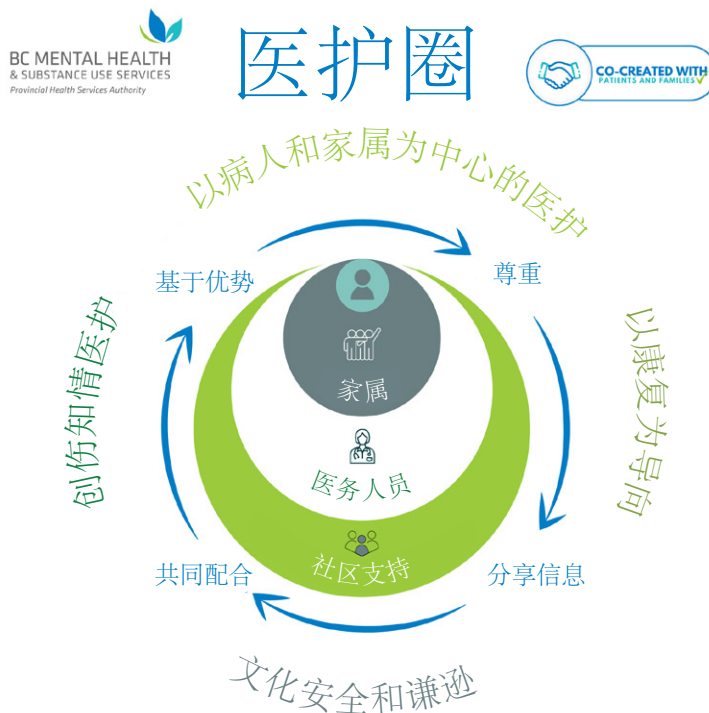 BC MENTAL HEALTH
& SUBSTANCE USE SERVICES
Provincial Health Services Authority
医护圈
CO-CREATED WITH
PATIENTS AND FAMILIES
以病人和家属为中心的医护
基于优势
尊重
创伤知情医护
以康复为导向
家属
医务人员
社区支持
共同配合
分享信息
文化安全和谦逊